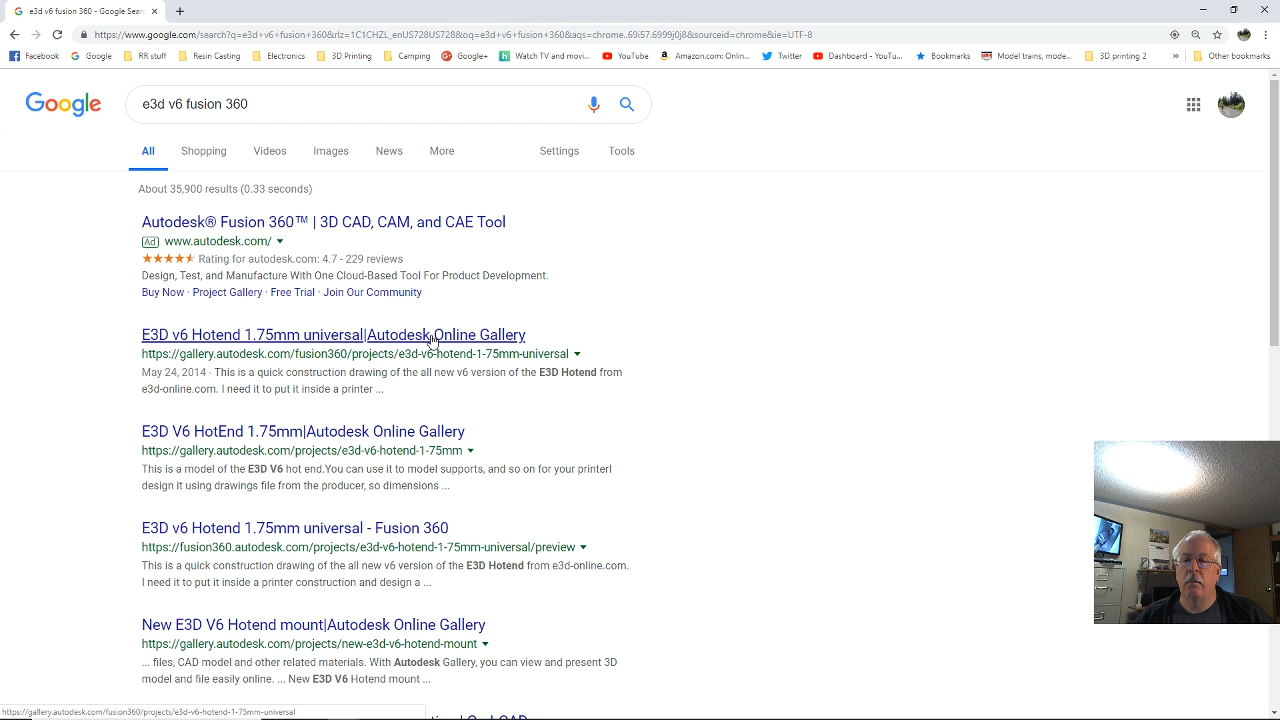 e3d v6 fusion 360 - Google Sear
https://www.google.com/search?q=e3d+v6+fusion+360&rlz=1C1CHZL_enUS728US728&oq=e3d+v6+fusion+360&aqs=chrome..69i57.6999j0j8&sourceid=chrome&ie=UTF-8
Facebook Google RR stuff Resin Casting Electronics 3D Printing Camping Google+ Watch TV and movi... YouTube Amazon.com: Onlin... Twitter Dashboard - YouTu... Bookmarks Model trains, mode... 3D printing 2 » Other bookmarks
Google e3d v6 fusion 360
All Shopping Videos Images News More Settings Tools
About 35,900 results (0.33 seconds)
Autodesk® Fusion 360™ | 3D CAD, CAM, and CAE Tool
Ad www.autodesk.com/
Rating for autodesk.com: 4.7 - 229 reviews
Design, Test, and Manufacture With One Cloud-Based Tool For Product Development.
Buy Now · Project Gallery · Free Trial · Join Our Community
E3D v6 Hotend 1.75mm universal|Autodesk Online Gallery
https://gallery.autodesk.com/fusion360/projects/e3d-v6-hotend-1-75mm-universal
May 24, 2014 - This is a quick construction drawing of the all new v6 version of the E3D Hotend from
e3d-online.com. I need it to put it inside a printer ...
E3D V6 HotEnd 1.75mm|Autodesk Online Gallery
https://gallery.autodesk.com/projects/e3d-v6-hotend-1-75mm
This is a model of the E3D V6 hot end.You can use it to model supports, and so on for your printerI
design it using drawings file from the producer, so dimensions ...
E3D v6 Hotend 1.75mm universal - Fusion 360
https://fusion360.autodesk.com/projects/e3d-v6-hotend-1-75mm-universal/preview
This is a quick construction drawing of the all new v6 version of the E3D Hotend from e3d-online.com.
I need it to put it inside a printer construction and design a ...
New E3D V6 Hotend mount|Autodesk Online Gallery
https://gallery.autodesk.com/projects/new-e3d-v6-hotend-mount
... files, CAD model and other related materials. With Autodesk Gallery, you can view and present 3D
model and file easily online. ... New E3D V6 Hotend mount ...
https://gallery.autodesk.com/fusion360/projects/e3d-v6-hotend-1-75mm-universal